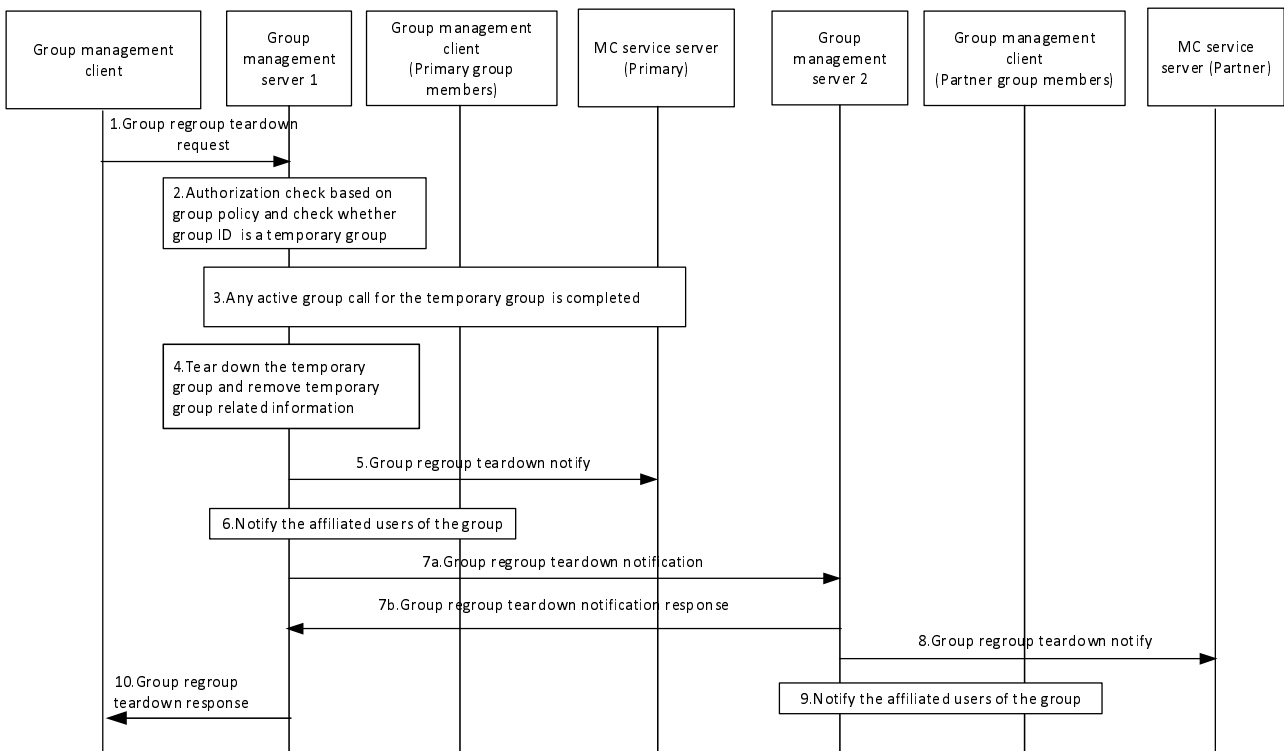 Group management
client
Group
management
server 1
Group management
client
(Primary group
members)
MC service server
(Primary)
Group
management
server 2
Group management
client
(Partner group members)
MC service
server (Partner)
1.Group regroup teardown
request
2.Authorization check based on
group policy and check whether
group ID is a temporary group
3.Any active group call for the temporary group is completed
4.Tear down the temporary
group and remove temporary
group related information
5.Group regroup teardown notify
6.Notify the affiliated users of the group
7a.Group regroup teardown notification
7b.Group regroup teardown notification response
8.Group regroup teardown notify
9.Notify the affiliated users of the group
10.Group regroup
teardown response